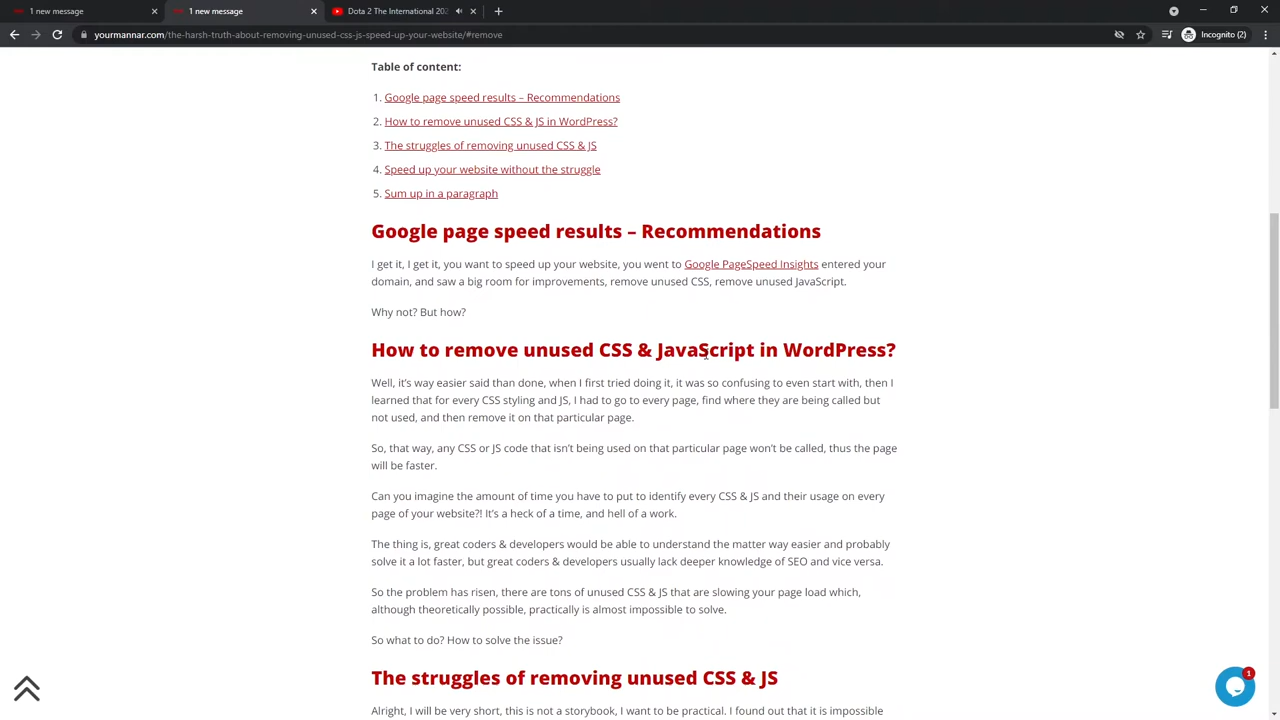 1 new message
1 new message
Dota 2 The International 202
Incognito (2)
yourmannar.com/the-harsh-truth-about-removing-unused-css-js-speed-up-your-website/#remove
Table of content:
1. Google page speed results – Recommendations
2. How to remove unused CSS & JS in WordPress?
3. The struggles of removing unused CSS & JS
4. Speed up your website without the struggle
5. Sum up in a paragraph
Google page speed results – Recommendations
I get it, I get it, you want to speed up your website, you went to Google PageSpeed Insights entered your
domain, and saw a big room for improvements, remove unused CSS, remove unused JavaScript.
Why not? But how?
How to remove unused CSS & JavaScript in WordPress?
Well, it’s way easier said than done, when I first tried doing it, it was so confusing to even start with, then I
learned that for every CSS styling and JS, I had to go to every page, find where they are being called but
not used, and then remove it on that particular page.
So, that way, any CSS or JS code that isn’t being used on that particular page won’t be called, thus the page
will be faster.
Can you imagine the amount of time you have to put to identify every CSS & JS and their usage on every
page of your website?! It’s a heck of a time, and hell of a work.
The thing is, great coders & developers would be able to understand the matter way easier and probably
solve it a lot faster, but great coders & developers usually lack deeper knowledge of SEO and vice versa.
So the problem has risen, there are tons of unused CSS & JS that are slowing your page load which,
although theoretically possible, practically is almost impossible to solve.
So what to do? How to solve the issue?
The struggles of removing unused CSS & JS
1
Alright, I will be very short, this is not a storybook, I want to be practical. I found out that it is impossible